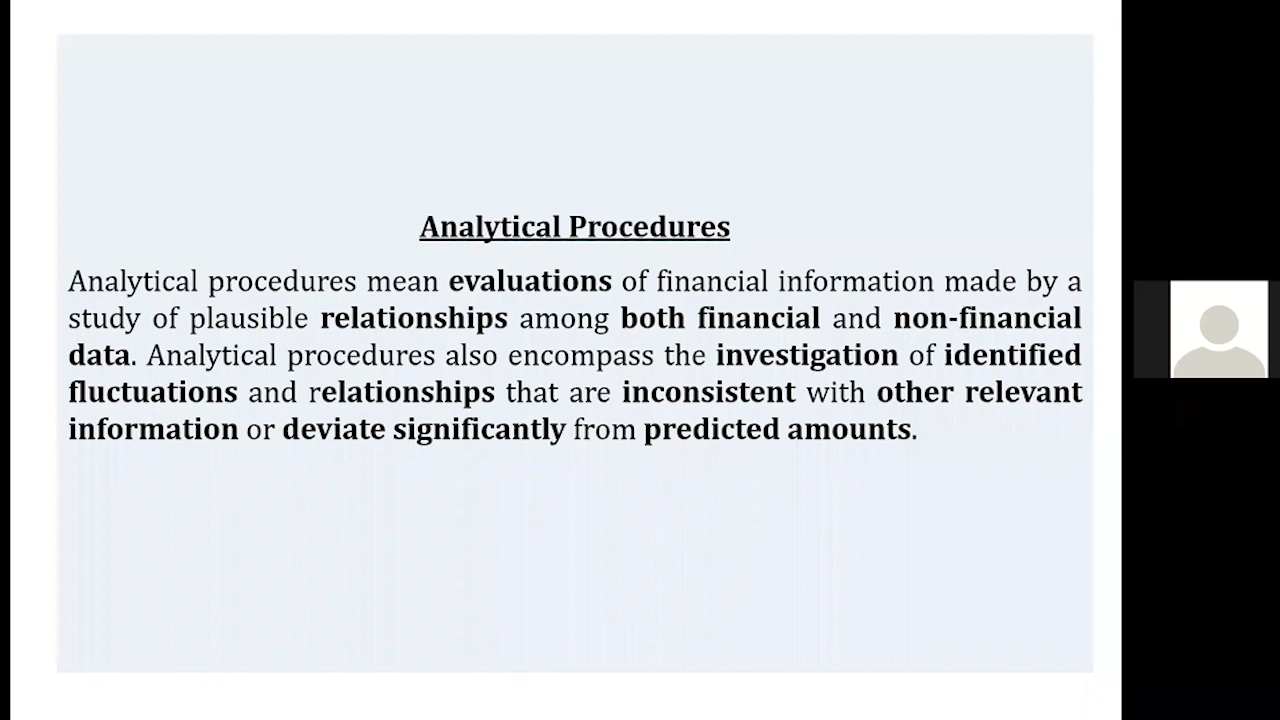 Analytical Procedures
Analytical procedures mean evaluations of financial information made by a
study of plausible relationships among both financial and non-financial
data. Analytical procedures also encompass the investigation of identified
fluctuations and relationships that are inconsistent with other relevant
information or deviate significantly from predicted amounts.